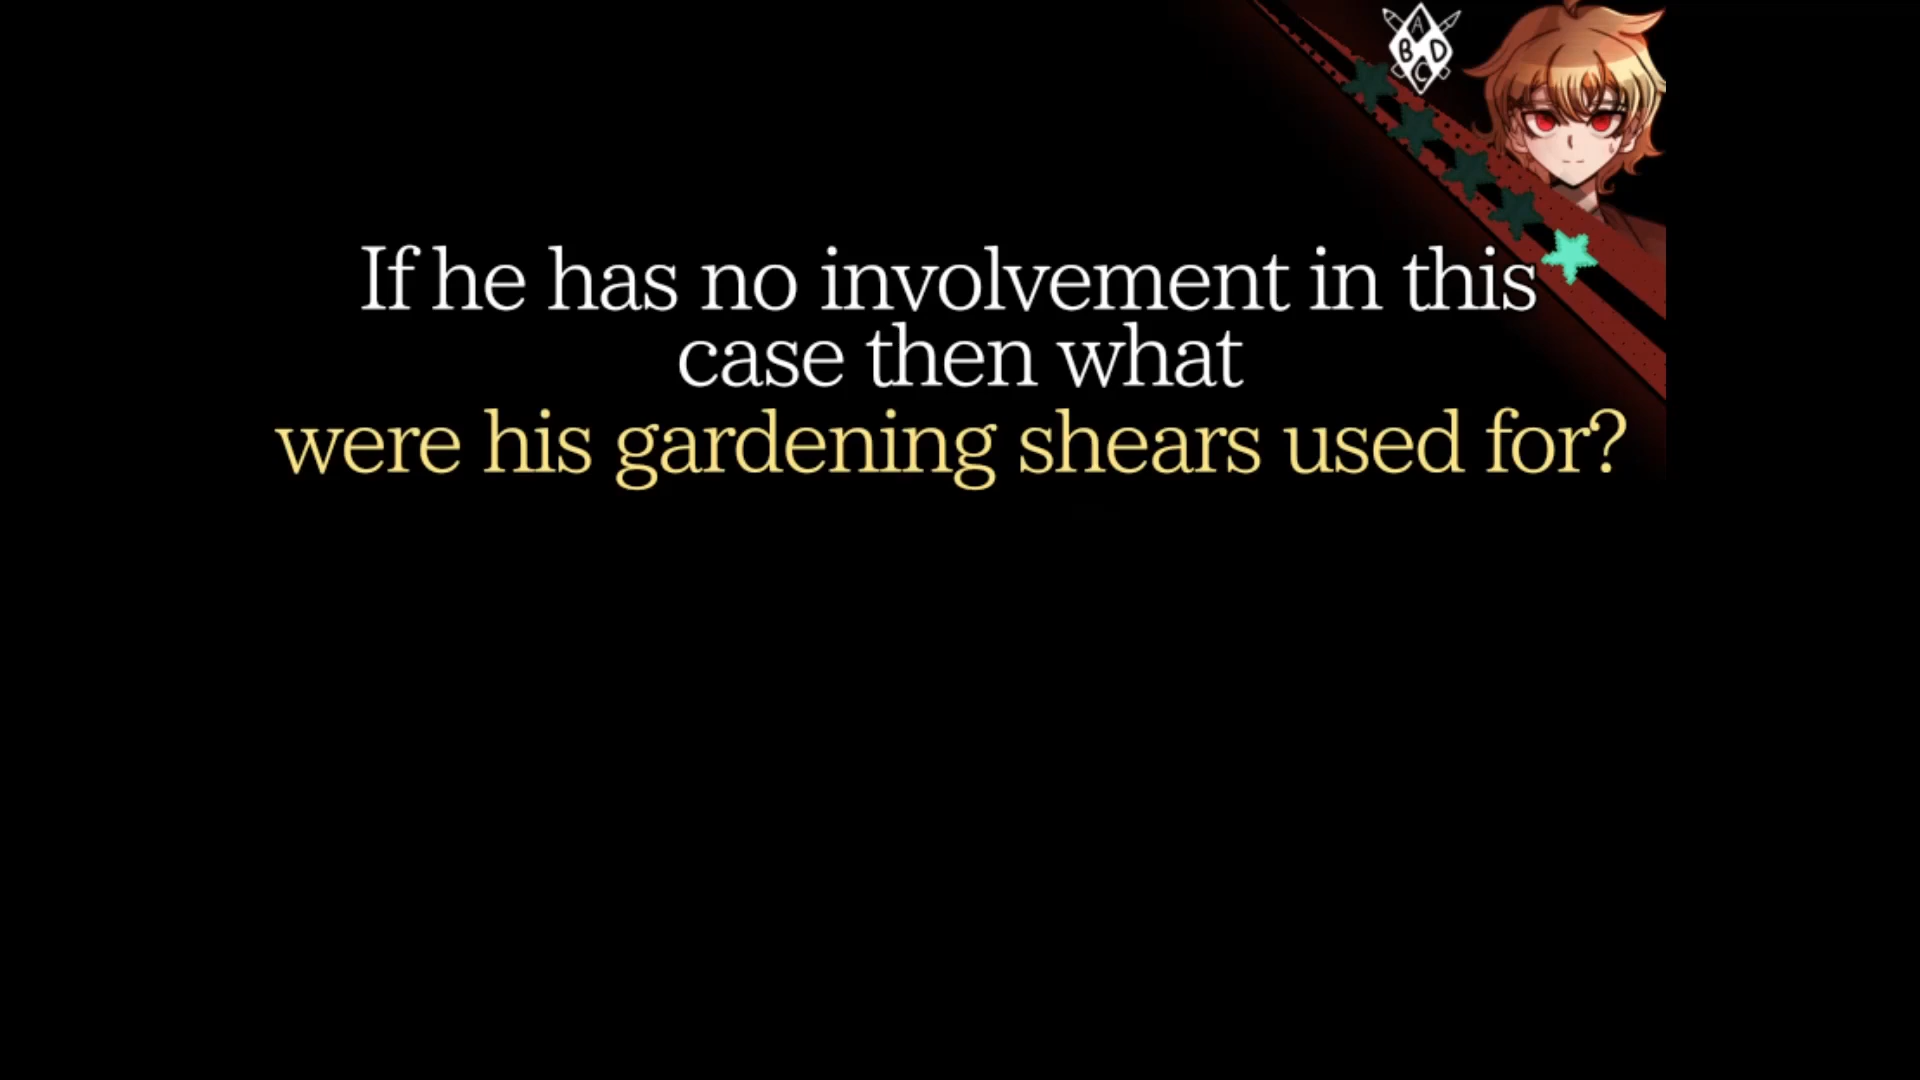 A
B D
C
If he has no involvement in this
case then what
were his gardening shears used for?